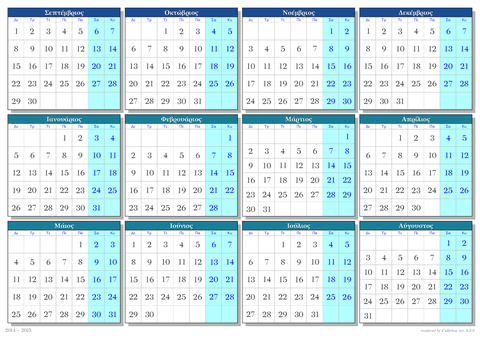 Σεπτέμβριος
Δε Τρ Τε Πε Πα Σα Κυ
1 2 3 4 5 6 7
8 9 10 11 12 13 14
15 16 17 18 19 20 21
22 23 24 25 26 27 28
29 30
Οκτώβριος
Δε Τρ Τε Πε Πα Σα Κυ
1 2 3 4 5
6 7 8 9 10 11 12
13 14 15 16 17 18 19
20 21 22 23 24 25 26
27 28 29 30 31
Νοέμβριος
Δε Τρ Τε Πε Πα Σα Κυ
1 2
3 4 5 6 7 8 9
10 11 12 13 14 15 16
17 18 19 20 21 22 23
24 25 26 27 28 29 30
Δεκέμβριος
Δε Τρ Τε Πε Πα Σα Κυ
1 2 3 4 5 6 7
8 9 10 11 12 13 14
15 16 17 18 19 20 21
22 23 24 25 26 27 28
29 30 31
Ιανουάριος
Δε Τρ Τε Πε Πα Σα Κυ
1 2 3 4
5 6 7 8 9 10 11
12 13 14 15 16 17 18
19 20 21 22 23 24 25
26 27 28 29 30 31
Φεβρουάριος
Δε Τρ Τε Πε Πα Σα Κυ
1
2 3 4 5 6 7 8
9 10 11 12 13 14 15
16 17 18 19 20 21 22
23 24 25 26 27 28
Μάρτιος
Δε Τρ Τε Πε Πα Σα Κυ
1
2 3 4 5 6 7 8
9 10 11 12 13 14 15
16 17 18 19 20 21 22
23 24 25 26 27 28 29
30 31
Απρίλιος
Δε Τρ Τε Πε Πα Σα Κυ
1 2 3 4 5
6 7 8 9 10 11 12
13 14 15 16 17 18 19
20 21 22 23 24 25 26
27 28 29 30
Μάιος
Δε Τρ Τε Πε Πα Σα Κυ
1 2 3
4 5 6 7 8 9 10
11 12 13 14 15 16 17
18 19 20 21 22 23 24
25 26 27 28 29 30 31
Ιούνιος
Δε Τρ Τε Πε Πα Σα Κυ
1 2 3 4 5 6 7
8 9 10 11 12 13 14
15 16 17 18 19 20 21
22 23 24 25 26 27 28
29 30
Ιούλιος
Δε Τρ Τε Πε Πα Σα Κυ
1 2 3 4 5
6 7 8 9 10 11 12
13 14 15 16 17 18 19
20 21 22 23 24 25 26
27 28 29 30 31
Αύγουστος
Δε Τρ Τε Πε Πα Σα Κυ
1 2
3 4 5 6 7 8 9
10 11 12 13 14 15 16
17 18 19 20 21 22 23
24 25 26 27 28 29 30
31
2014 – 2015